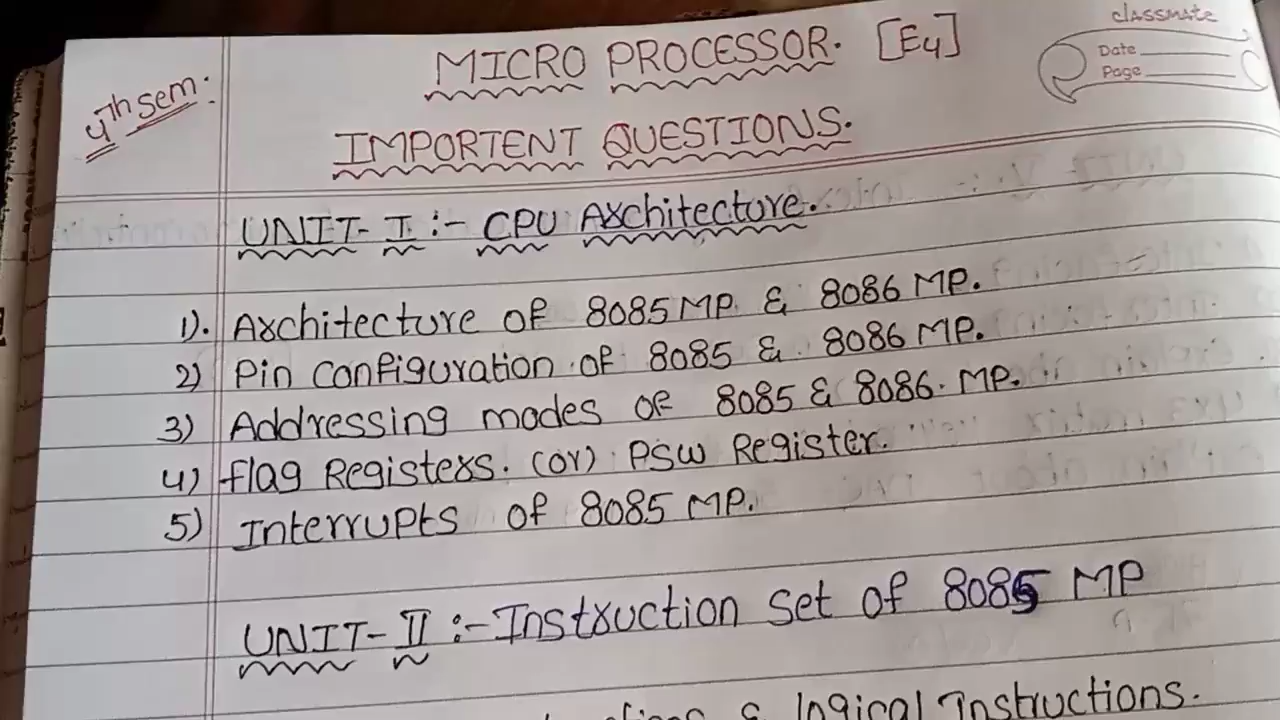 classmate
Date
Page
4th sem:
MICRO PROCESSOR. [E4]
IMPORTENT QUESTIONS.
UNIT- I :- CPU Architecture.
1). Architecture of 8085 MP & 8086 MP.
2) Pin configuration of 8085 & 8086 MP.
3) Addressing modes of 8085 & 8086 MP.
4) flag Registers. (or) PSW Register.
5) Interrupts of 8085 MP.
UNIT- II :- Instruction set of 8085 MP
& logical Instructions.